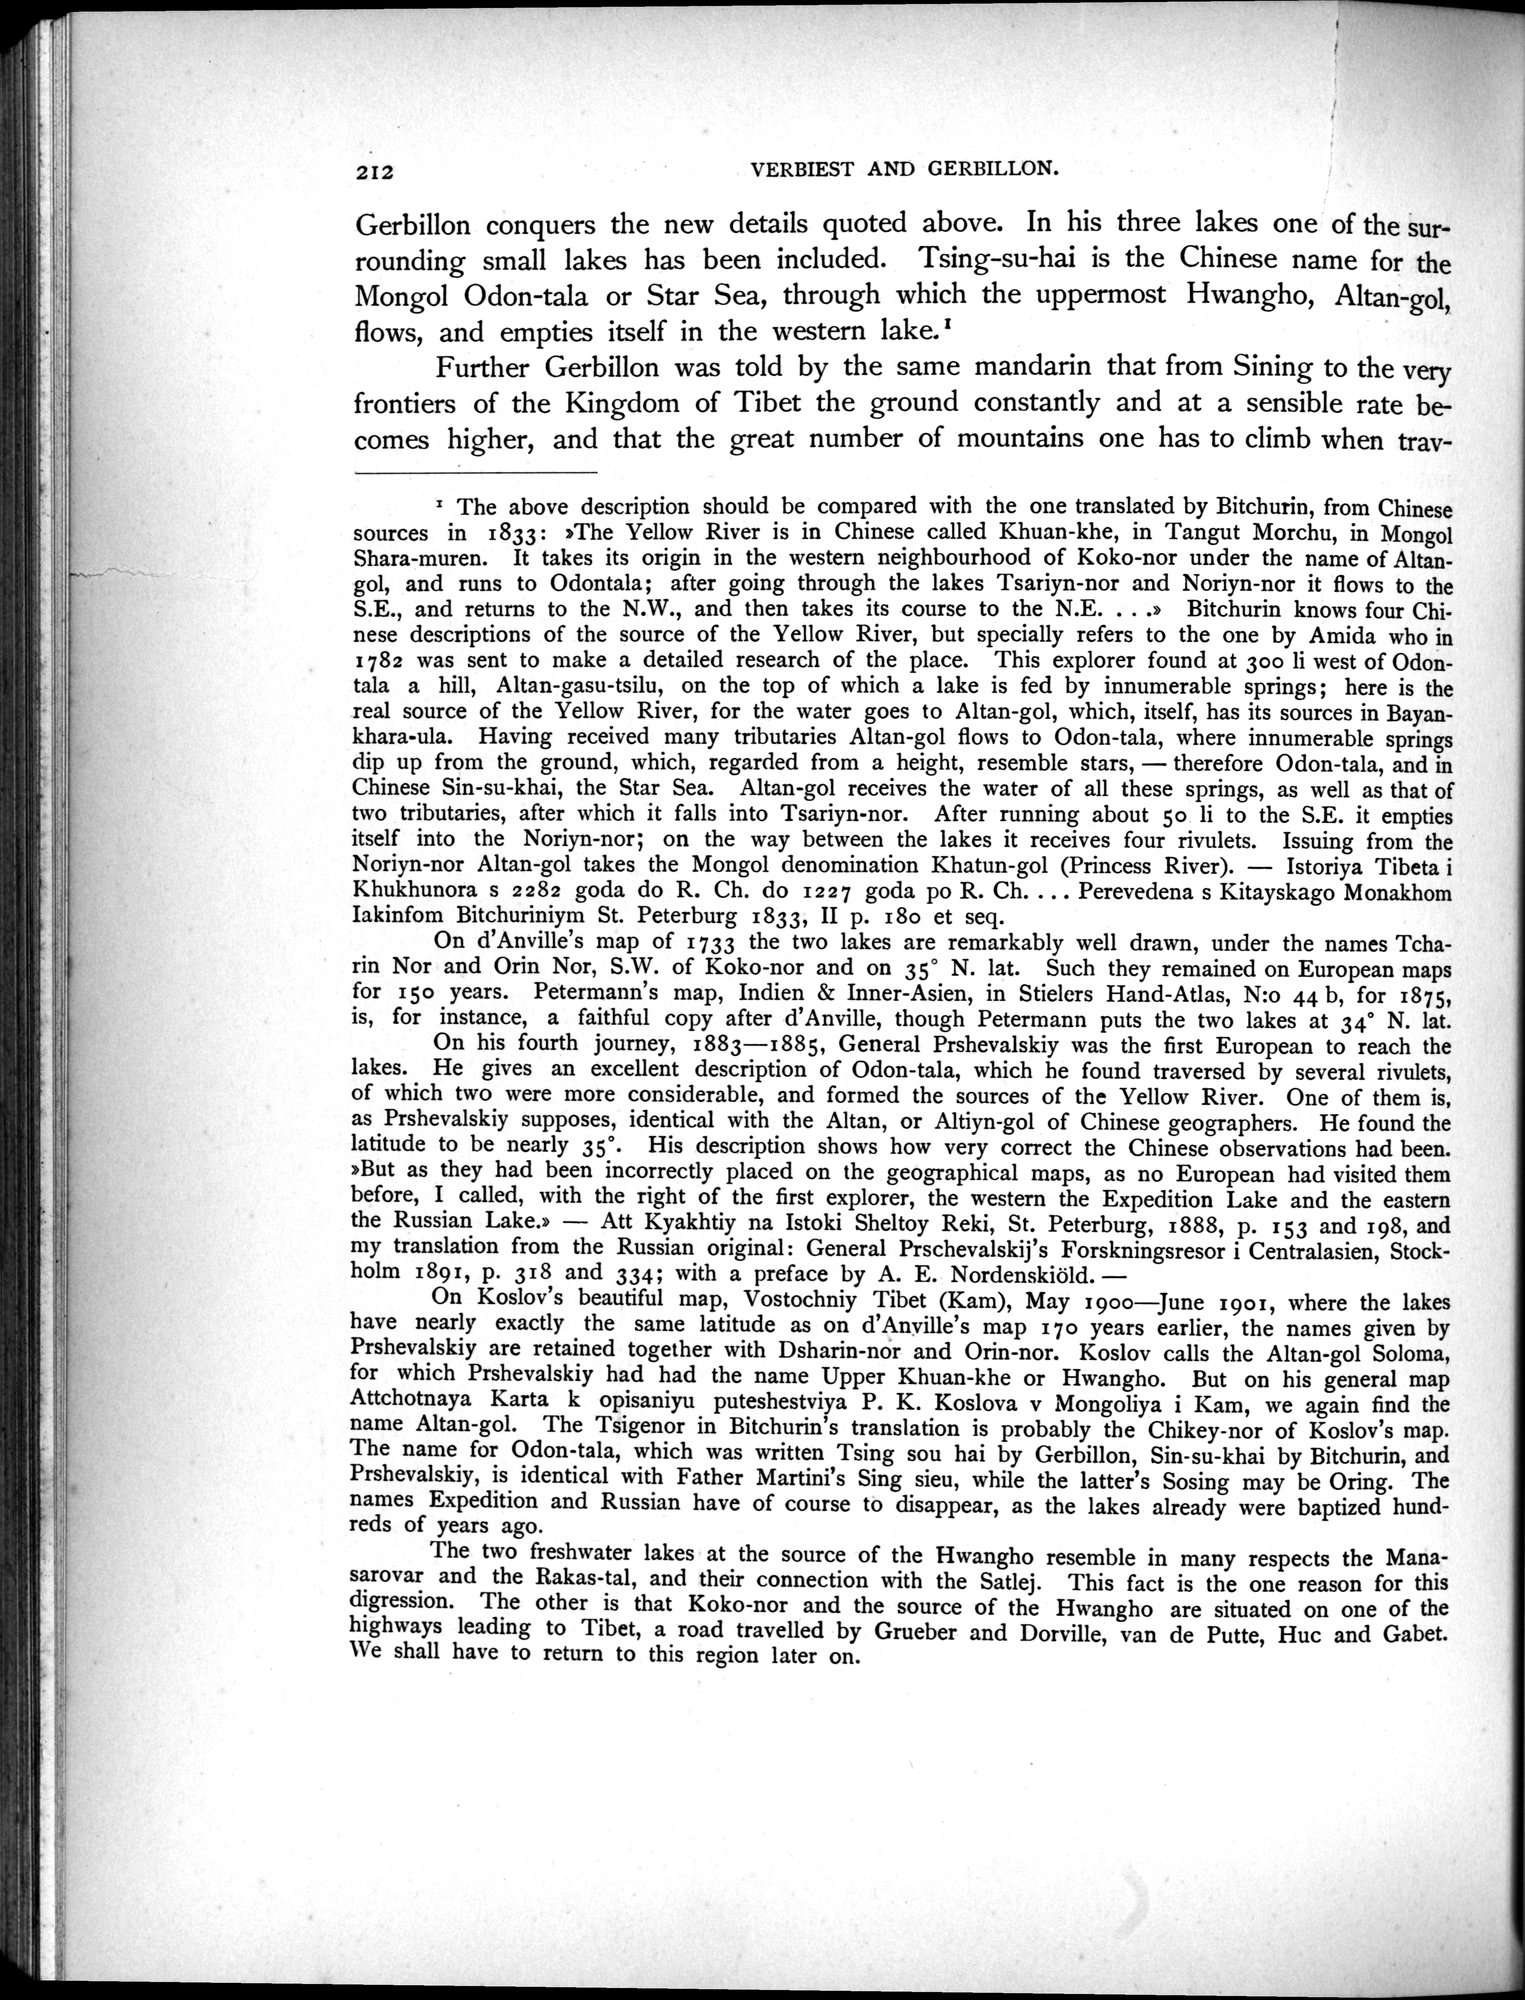 212
VERBIEST AND GERBILLON.
Gerbillon conquers the new details quoted above. In his three lakes one of the sur-
rounding small lakes has been included. Tsing-su-hai is the Chinese name for the
Mongol Odon-tala or Star Sea, through which the uppermost Hwangho, Altan-gol,
flows, and empties itself in the western lake.¹
Further Gerbillon was told by the same mandarin that from Sining to the very
frontiers of the Kingdom of Tibet the ground constantly and at a sensible rate be-
comes higher, and that the great number of mountains one has to climb when trav-
¹ The above description should be compared with the one translated by Bitchurin, from Chinese
sources in 1833: »The Yellow River is in Chinese called Khuan-khe, in Tangut Morchu, in Mongol
Shara-muren. It takes its origin in the western neighbourhood of Koko-nor under the name of Altan-
gol, and runs to Odontala; after going through the lakes Tsariyn-nor and Noriyn-nor it flows to the
S.E., and returns to the N.W., and then takes its course to the N.E. . . .» Bitchurin knows four Chi-
nese descriptions of the source of the Yellow River, but specially refers to the one by Amida who in
1782 was sent to make a detailed research of the place. This explorer found at 300 li west of Odon-
tala a hill, Altan-gasu-tsilu, on the top of which a lake is fed by innumerable springs; here is the
real source of the Yellow River, for the water goes to Altan-gol, which, itself, has its sources in Bayan-
khara-ula. Having received many tributaries Altan-gol flows to Odon-tala, where innumerable springs
dip up from the ground, which, regarded from a height, resemble stars, — therefore Odon-tala, and in
Chinese Sin-su-khai, the Star Sea. Altan-gol receives the water of all these springs, as well as that of
two tributaries, after which it falls into Tsariyn-nor. After running about 50 li to the S.E. it empties
itself into the Noriyn-nor; on the way between the lakes it receives four rivulets. Issuing from the
Noriyn-nor Altan-gol takes the Mongol denomination Khatun-gol (Princess River). — Istoriya Tibeta i
Khukhunora s 2282 goda do R. Ch. do 1227 goda po R. Ch. . . . Perevedena s Kitayskago Monakhom
Iakinfom Bitchuriniym St. Peterburg 1833, II p. 180 et seq.
On d'Anville's map of 1733 the two lakes are remarkably well drawn, under the names Tcha-
rin Nor and Orin Nor, S.W. of Koko-nor and on 35° N. lat. Such they remained on European maps
for 150 years. Petermann's map, Indien & Inner-Asien, in Stielers Hand-Atlas, N:o 44 b, for 1875,
is, for instance, a faithful copy after d'Anville, though Petermann puts the two lakes at 34° N. lat.
On his fourth journey, 1883—1885, General Prshevalskiy was the first European to reach the
lakes. He gives an excellent description of Odon-tala, which he found traversed by several rivulets,
of which two were more considerable, and formed the sources of the Yellow River. One of them is,
as Prshevalskiy supposes, identical with the Altan, or Altiyn-gol of Chinese geographers. He found the
latitude to be nearly 35°. His description shows how very correct the Chinese observations had been.
»But as they had been incorrectly placed on the geographical maps, as no European had visited them
before, I called, with the right of the first explorer, the western the Expedition Lake and the eastern
the Russian Lake.» — Att Kyakhtiy na Istoki Sheltoy Reki, St. Peterburg, 1888, p. 153 and 198, and
my translation from the Russian original: General Prschevalskij's Forskningsresor i Centralasien, Stock-
holm 1891, p. 318 and 334; with a preface by A. E. Nordenskiöld. —
On Koslov's beautiful map, Vostochniy Tibet (Kam), May 1900—June 1901, where the lakes
have nearly exactly the same latitude as on d'Anville's map 170 years earlier, the names given by
Prshevalskiy are retained together with Dsharin-nor and Orin-nor. Koslov calls the Altan-gol Soloma,
for which Prshevalskiy had had the name Upper Khuan-khe or Hwangho. But on his general map
Attchotnaya Karta k opisaniyu puteshestviya P. K. Koslova v Mongoliya i Kam, we again find the
name Altan-gol. The Tsigenor in Bitchurin's translation is probably the Chikey-nor of Koslov's map.
The name for Odon-tala, which was written Tsing sou hai by Gerbillon, Sin-su-khai by Bitchurin, and
Prshevalskiy, is identical with Father Martini's Sing sieu, while the latter's Sosing may be Oring. The
names Expedition and Russian have of course to disappear, as the lakes already were baptized hund-
reds of years ago.
The two freshwater lakes at the source of the Hwangho resemble in many respects the Mana-
sarovar and the Rakas-tal, and their connection with the Satlej. This fact is the one reason for this
digression. The other is that Koko-nor and the source of the Hwangho are situated on one of the
highways leading to Tibet, a road travelled by Grueber and Dorville, van de Putte, Huc and Gabet.
We shall have to return to this region later on.